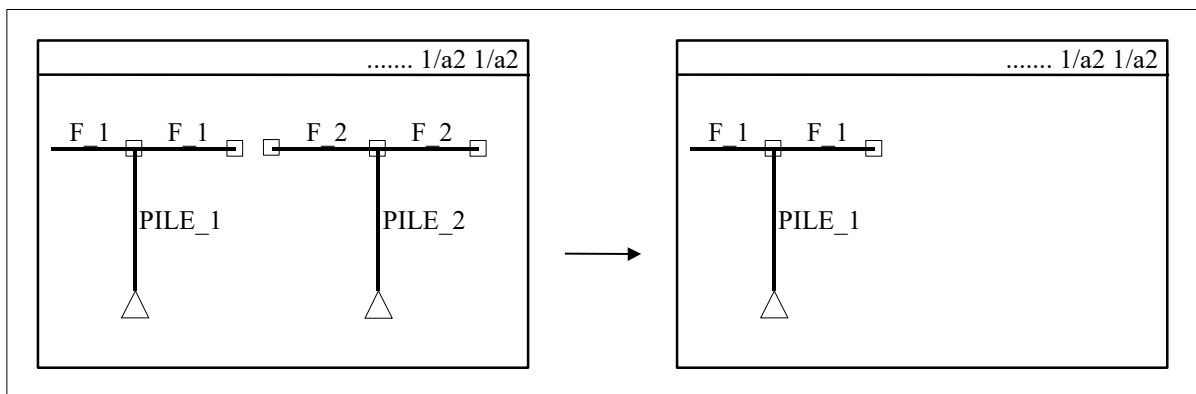 ....... 1/a2 1/a2
F_1 F_1 F_2 F_2
PILE_1 PILE_2
....... 1/a2 1/a2
F_1 F_1
PILE_1